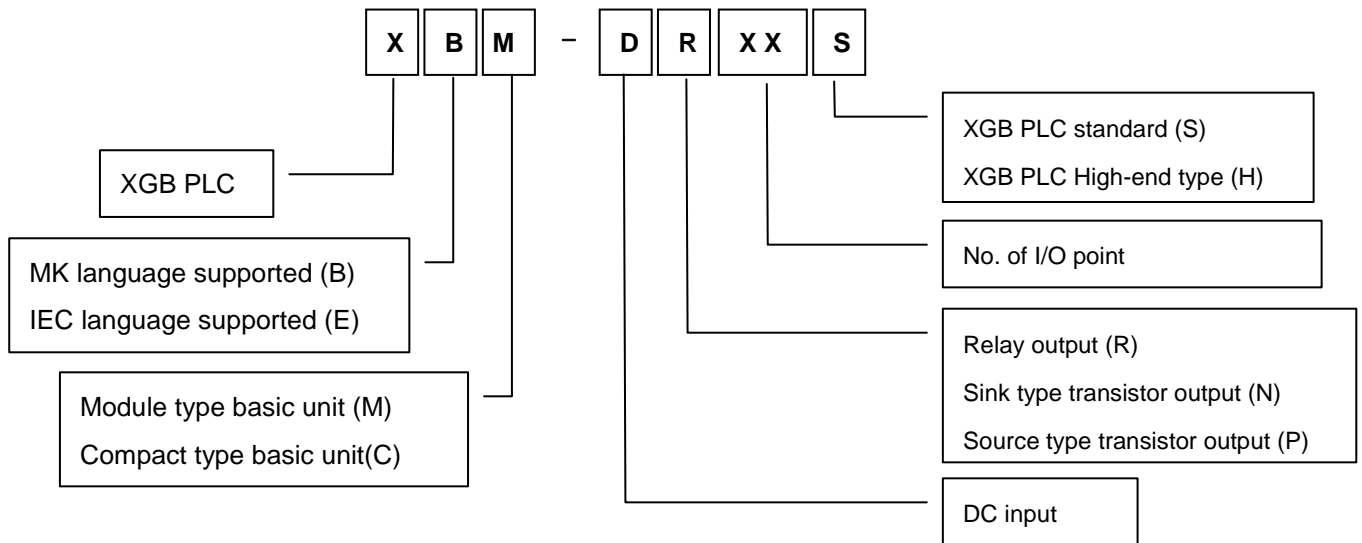 X B M - D R X X S
XGB PLC
MK language supported (B)
IEC language supported (E)
Module type basic unit (M)
Compact type basic unit(C)
XGB PLC standard (S)
XGB PLC High-end type (H)
No. of I/O point
Relay output (R)
Sink type transistor output (N)
Source type transistor output (P)
DC input